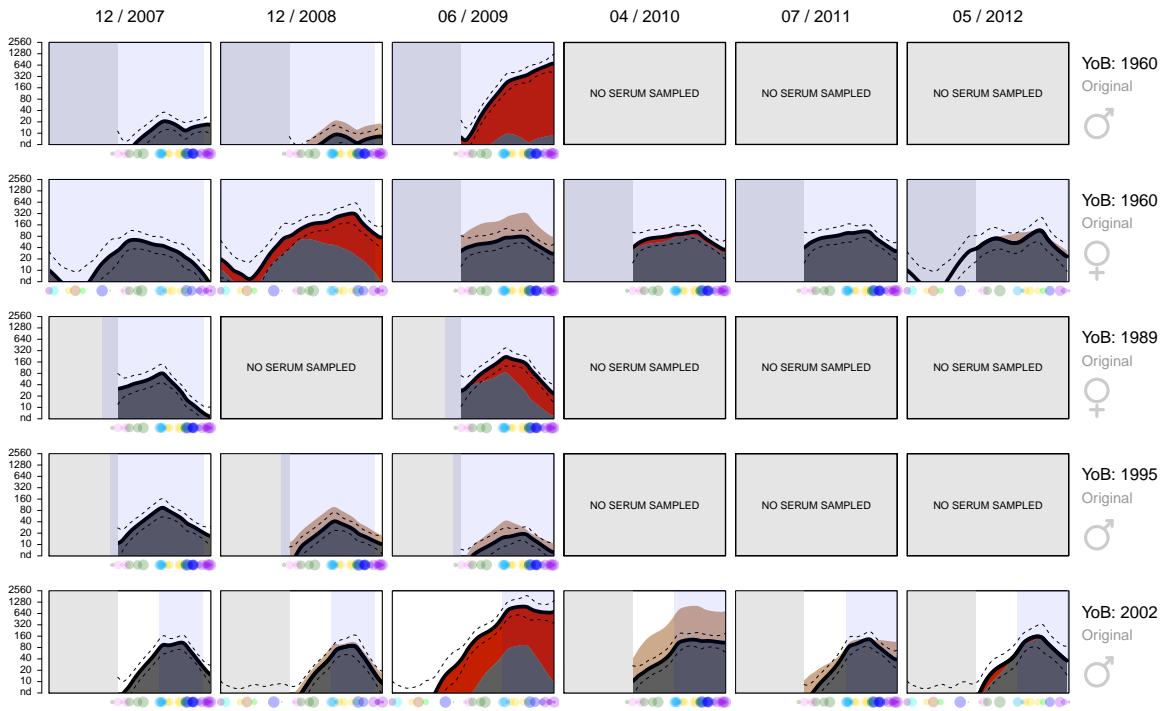 12 / 2007 12 / 2008 06 / 2009 04 / 2010 07 / 2011 05 / 2012
2560
1280
640
320
160
80
40
20
10
nd
NO SERUM SAMPLED NO SERUM SAMPLED NO SERUM SAMPLED
YoB: 1960
Original
♂
2560
1280
640
320
160
80
40
20
10
nd
YoB: 1960
Original
♀
2560
1280
640
320
160
80
40
20
10
nd
NO SERUM SAMPLED NO SERUM SAMPLED NO SERUM SAMPLED NO SERUM SAMPLED
YoB: 1989
Original
♀
2560
1280
640
320
160
80
40
20
10
nd
NO SERUM SAMPLED NO SERUM SAMPLED NO SERUM SAMPLED
YoB: 1995
Original
♂
2560
1280
640
320
160
80
40
20
10
nd
YoB: 2002
Original
♂